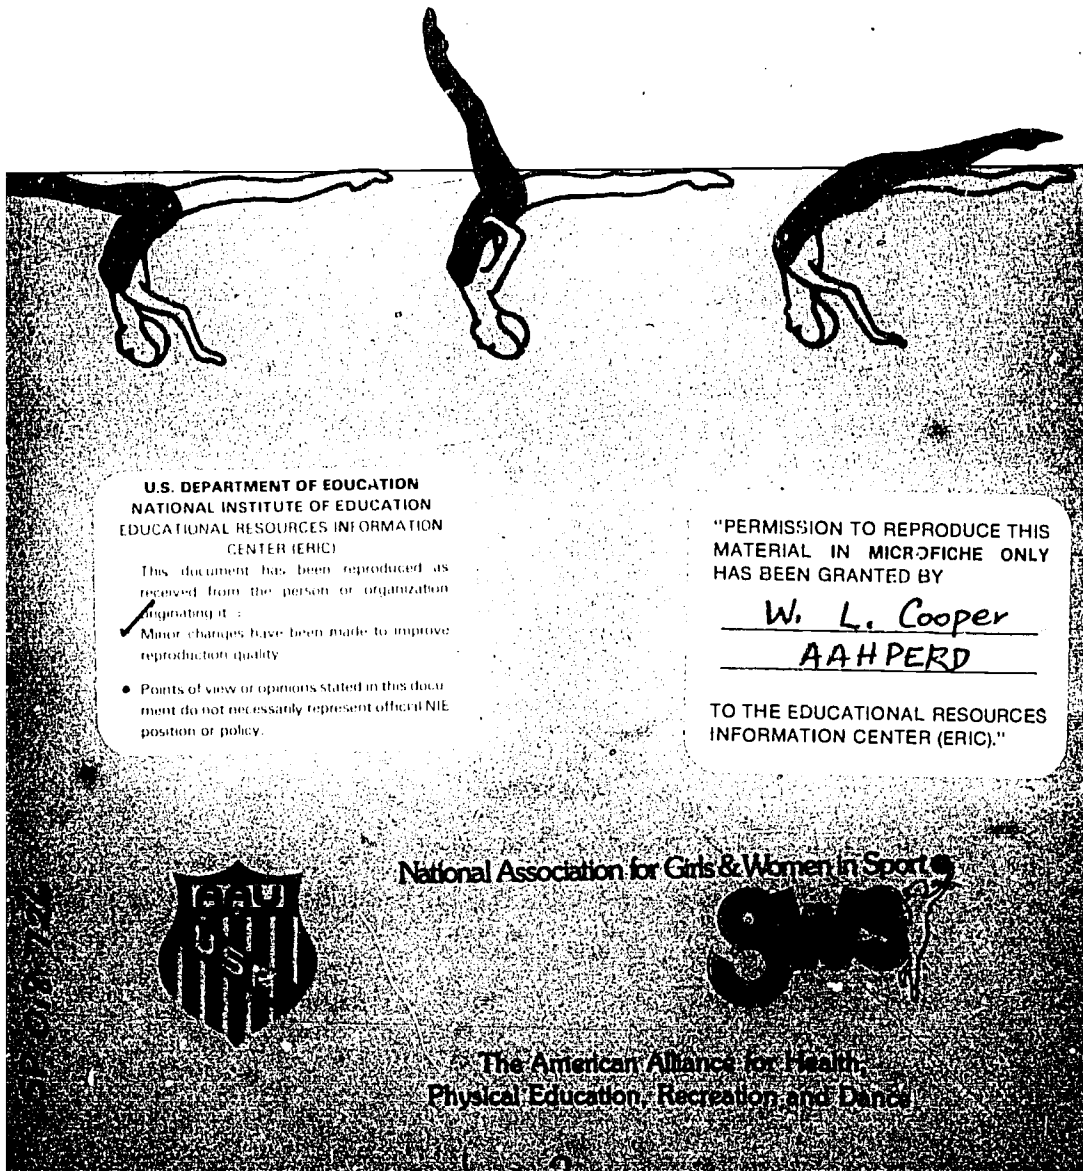 U.S. DEPARTMENT OF EDUCATION
NATIONAL INSTITUTE OF EDUCATION
EDUCATIONAL RESOURCES INFORMATION
CENTER (ERIC)
This document has been reproduced as
received from the person or organization
originating it
Minor changes have been made to improve
reproduction quality
• Points of view or opinions stated in this docu
ment do not necessarily represent official NIE
position or policy.
"PERMISSION TO REPRODUCE THIS
MATERIAL IN MICROFICHE ONLY
HAS BEEN GRANTED BY
W. L. Cooper
AAHPERD
TO THE EDUCATIONAL RESOURCES
INFORMATION CENTER (ERIC)."
AAU
USA
National Association for Girls & Women in Sport
The American Alliance for Health,
Physical Education, Recreation and Dance